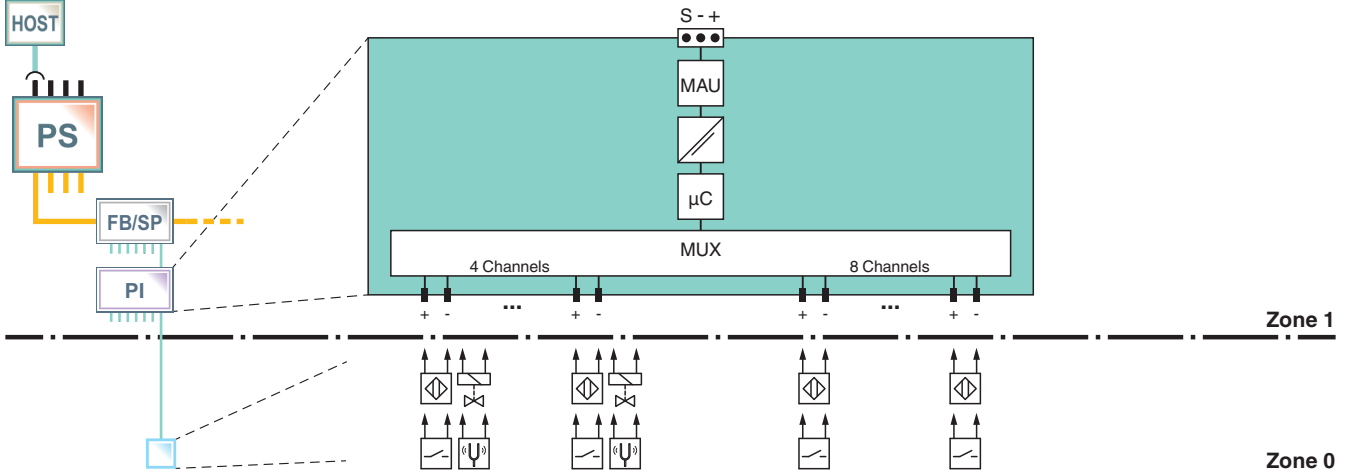 HOST
PS
FB/SP
PI
S - +
MAU
µC
MUX
4 Channels
8 Channels
+ - ... + - + - ... + -
Zone 1
Zone 0